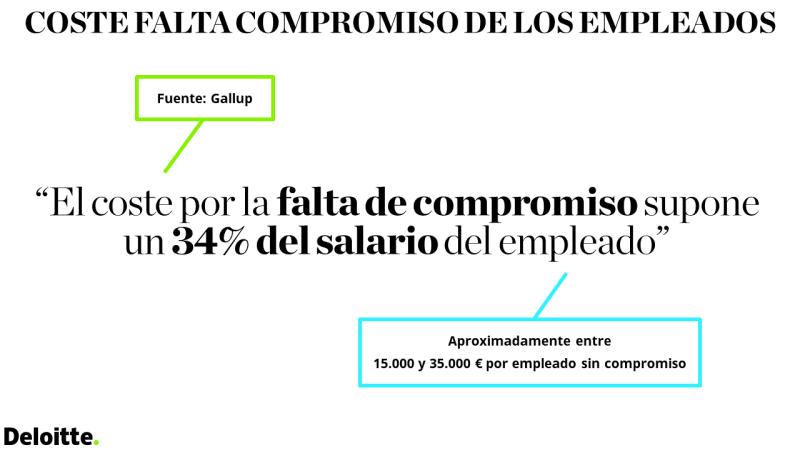 COSTE FALTA COMPROMISO DE LOS EMPLEADOS
Fuente: Gallup
“El coste por la falta de compromiso supone
un 34% del salario del empleado”
Aproximadamente entre
15.000 y 35.000 € por empleado sin compromiso
Deloitte.